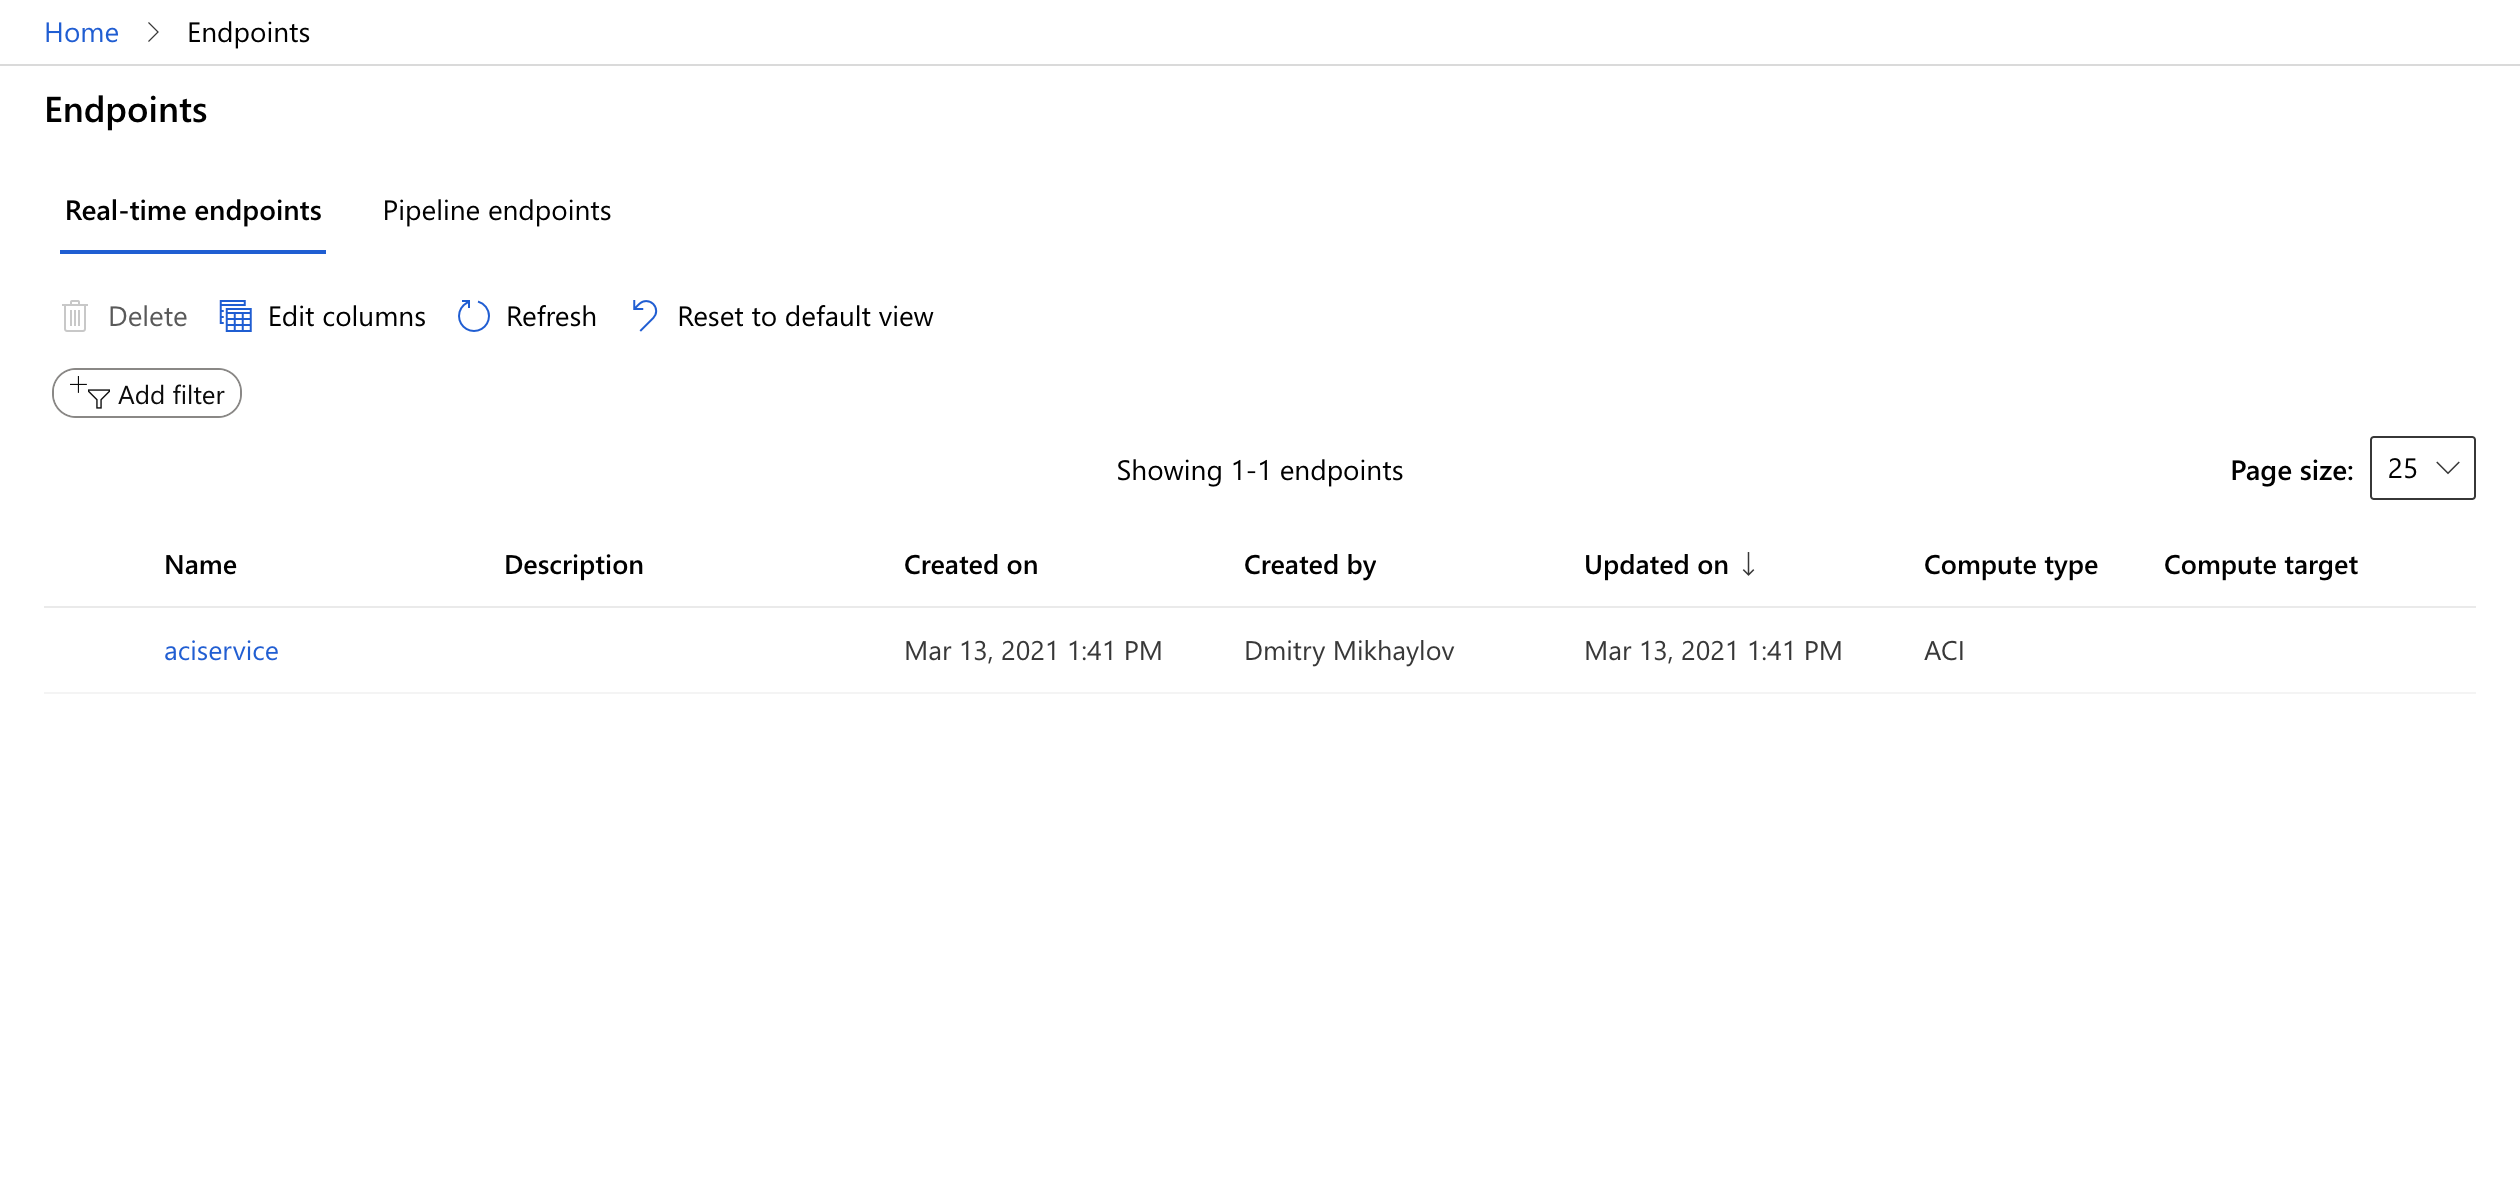 Home > Endpoints
Endpoints
Real-time endpoints Pipeline endpoints
Delete Edit columns Refresh Reset to default view
Add filter
Showing 1-1 endpoints Page size: 25
Name Description Created on Created by Updated on ↓ Compute type Compute target
aciservice Mar 13, 2021 1:41 PM Dmitry Mikhaylov Mar 13, 2021 1:41 PM ACI